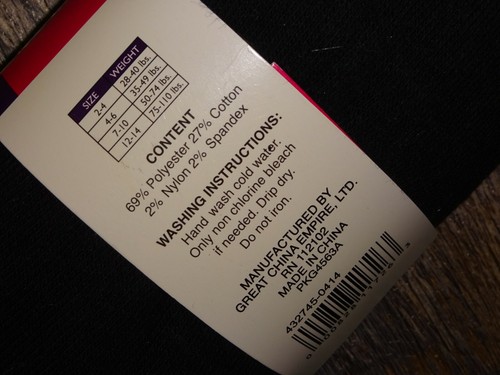 SIZE WEIGHT
2-4 28-40 lbs.
4-6 35-49 lbs.
7-10 50-74 lbs.
12-14 75-110 lbs.
CONTENT
69% Polyester 27% Cotton
2% Nylon 2% Spandex
WASHING INSTRUCTIONS:
Hand wash cold water.
Only non chlorine bleach
if needed. Drip dry.
Do not iron.
MANUFACTURED BY
GREAT CHINA EMPIRE, LTD.
RN 112102
MADE IN CHINA
PKG4563A
432745-0414